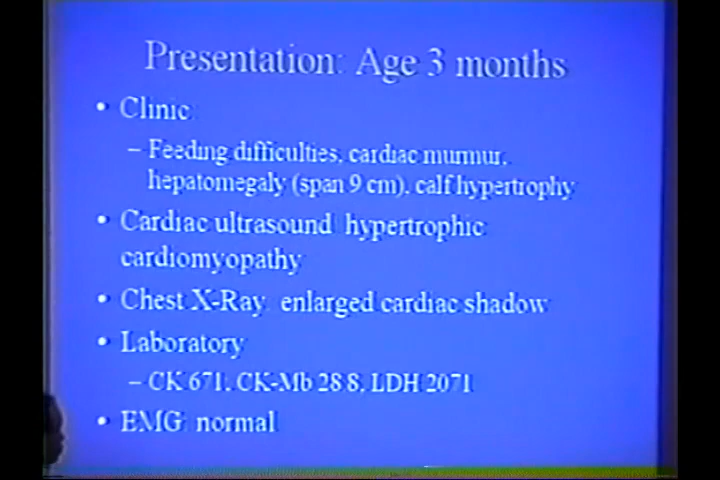 Presentation: Age 3 months
• Clinic:
– Feeding difficulties, cardiac murmur,
hepatomegaly (span 9 cm), calf hypertrophy
• Cardiac ultrasound: hypertrophic
cardiomyopathy
• Chest X-Ray: enlarged cardiac shadow
• Laboratory
– CK 671, CK-Mb 28.8, LDH 2071
• EMG: normal